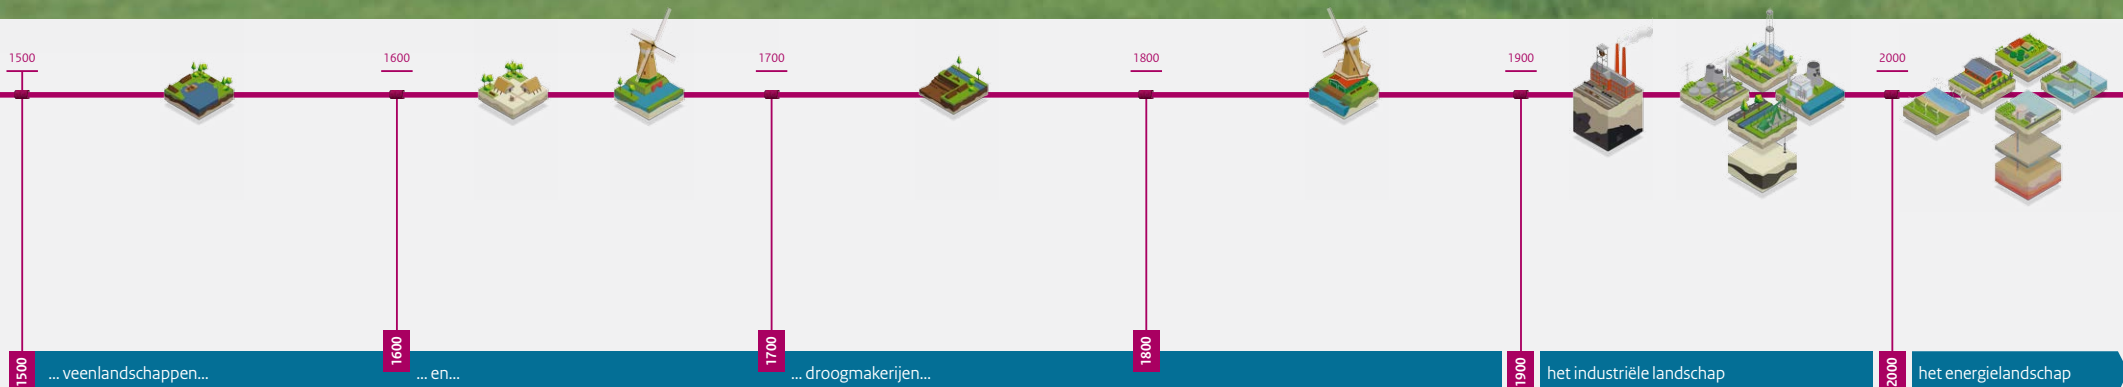 1500
1600
1700
1800
1900
2000
1500
1600
1700
1800
1900
2000
... veenlandschappen...
... en...
... droogmakerijen...
het industriële landschap
het energielandschap